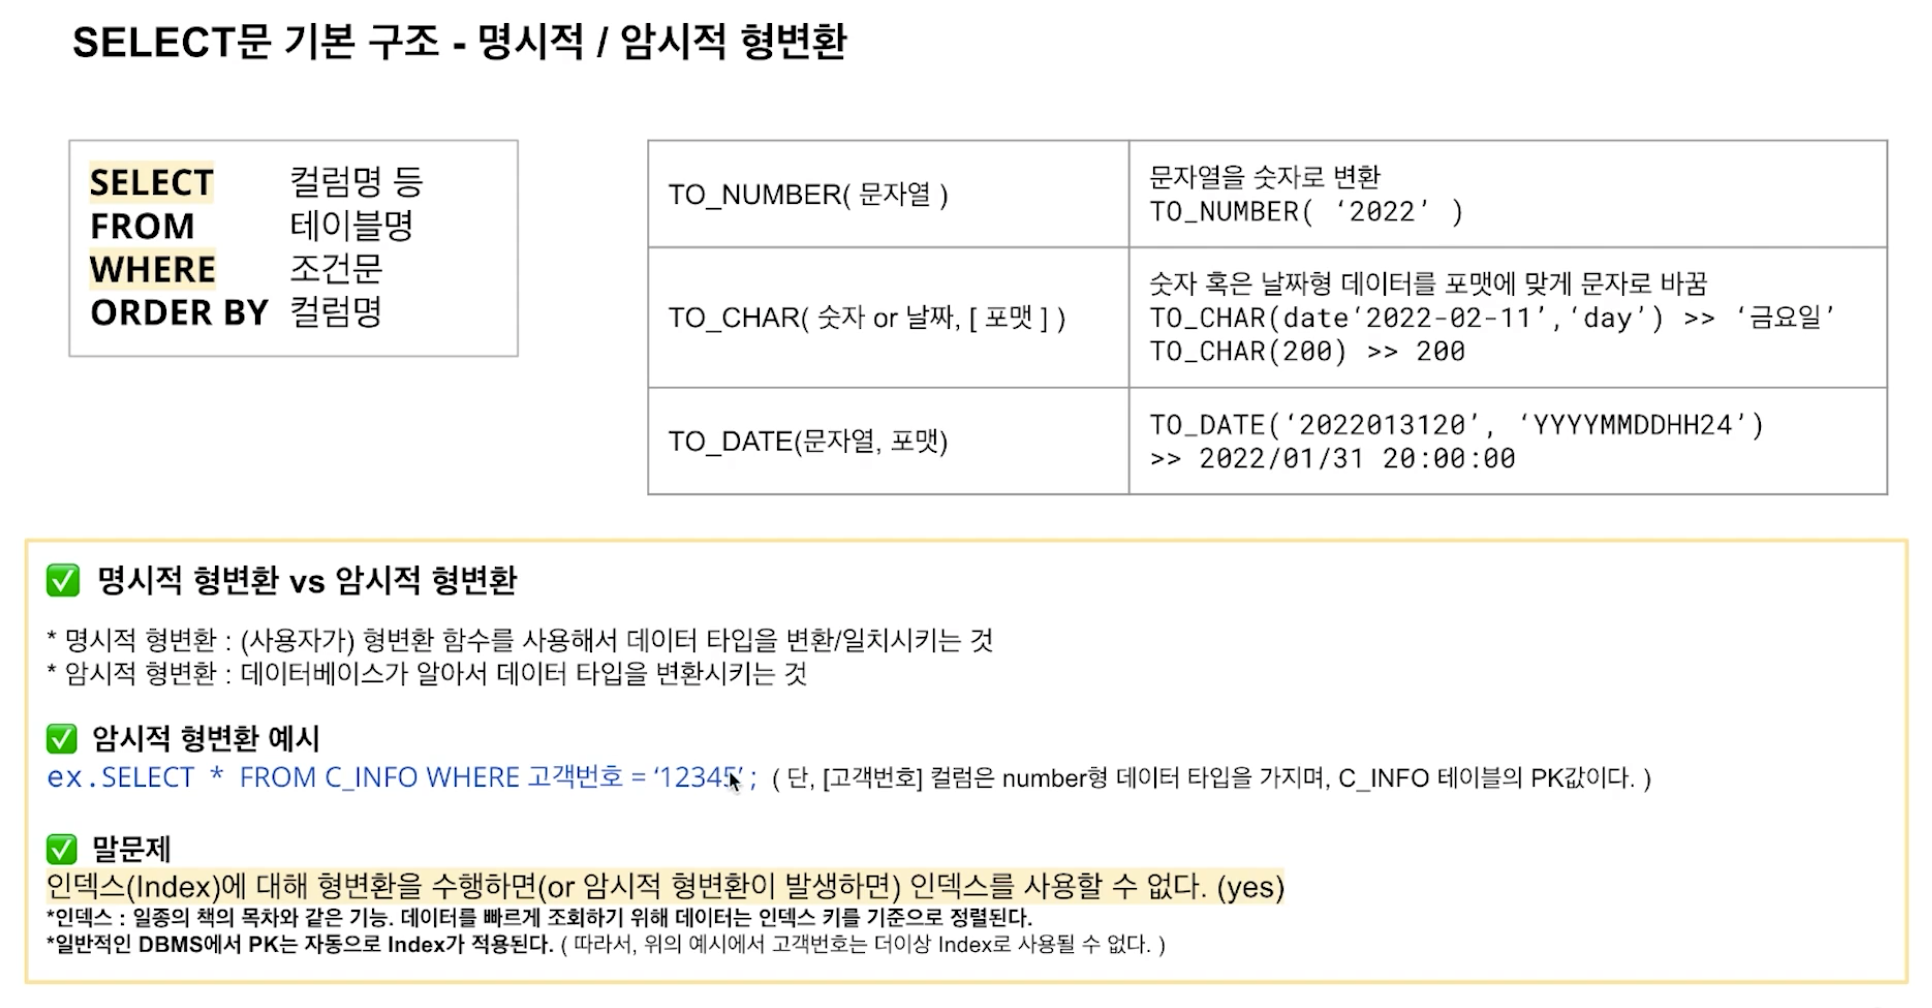 SELECT문 기본 구조 - 명시적 / 암시적 형변환
SELECT 컬럼명 등
FROM 테이블명
WHERE 조건문
ORDER BY 컬럼명
TO_NUMBER( 문자열 )
문자열을 숫자로 변환
TO_NUMBER( ‘2022’ )
TO_CHAR( 숫자 or 날짜, [ 포맷 ] )
숫자 혹은 날짜형 데이터를 포맷에 맞게 문자로 바꿈
TO_CHAR(date‘2022-02-11’,‘day’) >> ‘금요일’
TO_CHAR(200) >> 200
TO_DATE(문자열, 포맷)
TO_DATE(‘2022013120’, ‘YYYYMMDDHH24’)
>> 2022/01/31 20:00:00
✅ 명시적 형변환 vs 암시적 형변환
* 명시적 형변환 : (사용자가) 형변환 함수를 사용해서 데이터 타입을 변환/일치시키는 것
* 암시적 형변환 : 데이터베이스가 알아서 데이터 타입을 변환시키는 것
✅ 암시적 형변환 예시
ex.SELECT * FROM C_INFO WHERE 고객번호 = ‘12345’ ; ( 단, [고객번호] 컬럼은 number형 데이터 타입을 가지며, C_INFO 테이블의 PK값이다. )
✅ 말문제
인덱스(Index)에 대해 형변환을 수행하면(or 암시적 형변환이 발생하면) 인덱스를 사용할 수 없다. (yes)
*인덱스 : 일종의 책의 목차와 같은 기능. 데이터를 빠르게 조회하기 위해 데이터는 인덱스 키를 기준으로 정렬된다.
*일반적인 DBMS에서 PK는 자동으로 Index가 적용된다. ( 따라서, 위의 예시에서 고객번호는 더이상 Index로 사용될 수 없다. )